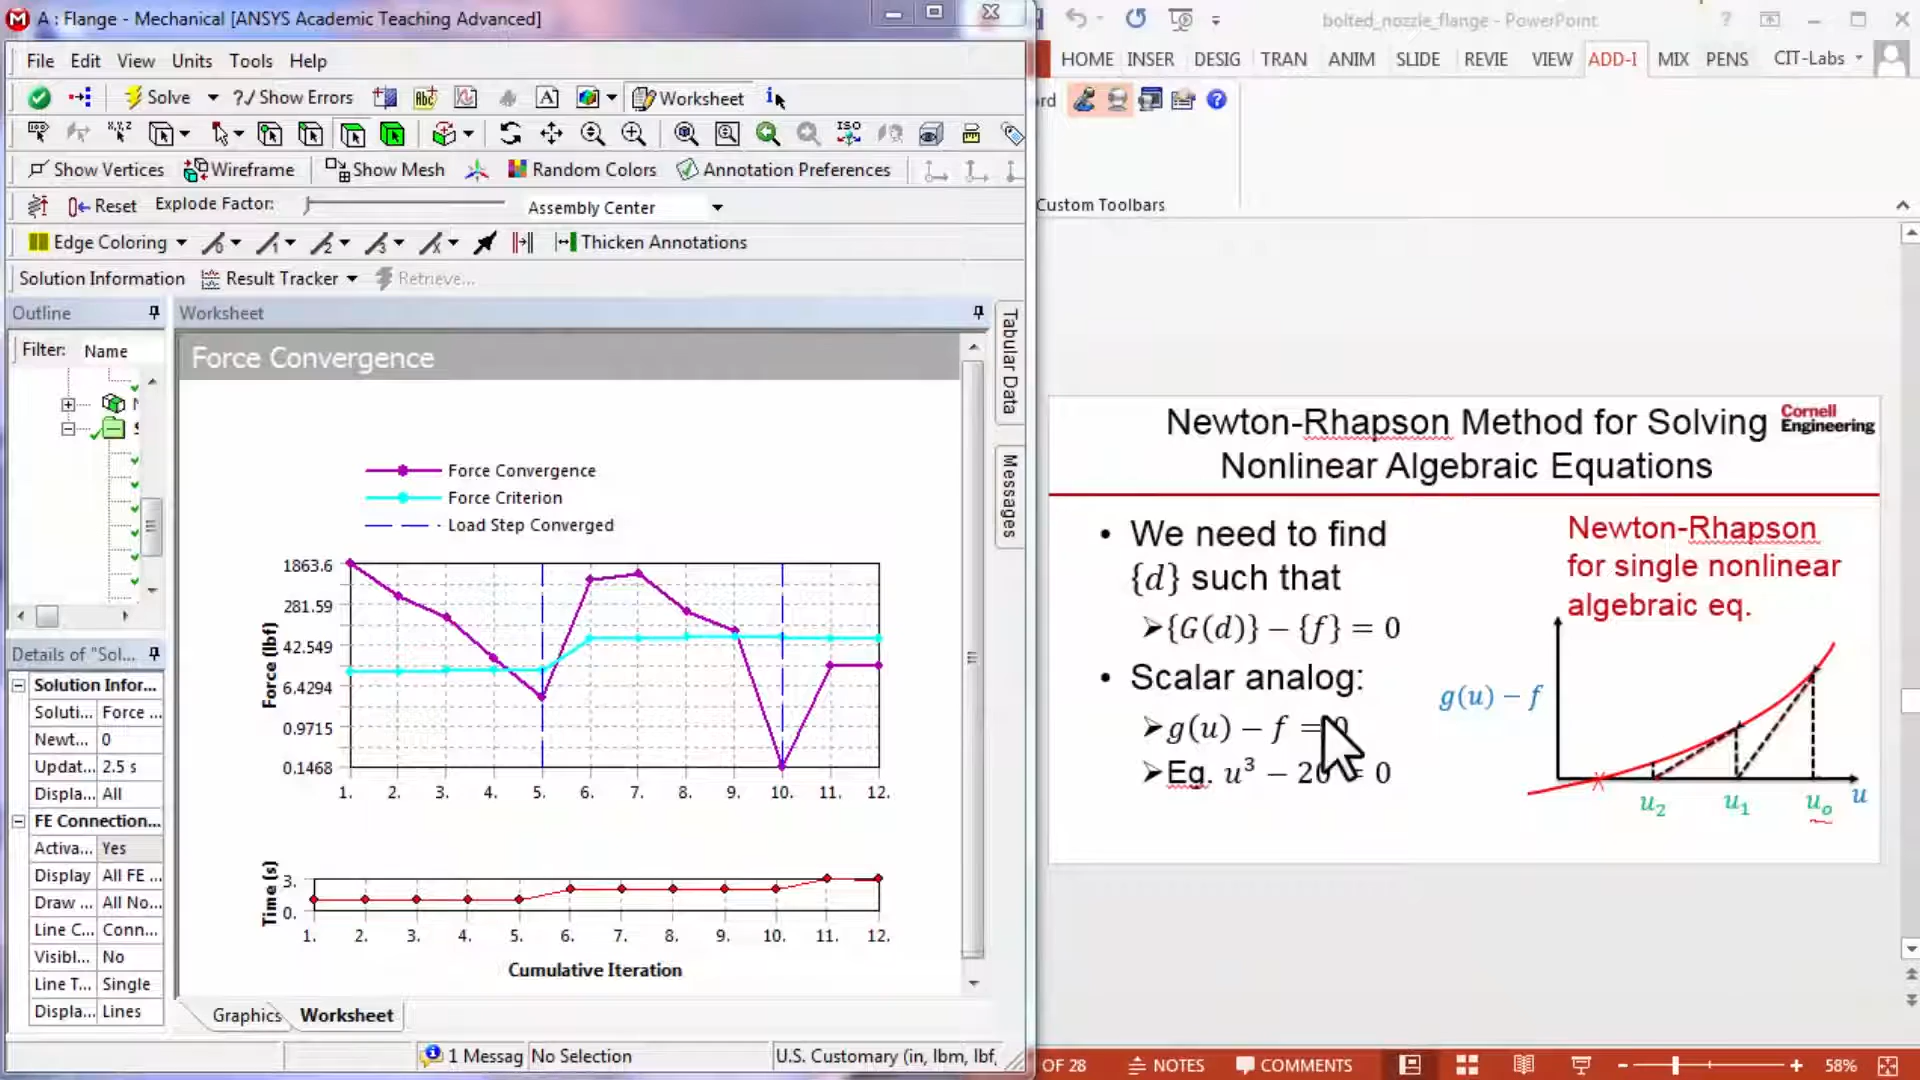 A : Flange - Mechanical [ANSYS Academic Teaching Advanced]
File Edit View Units Tools Help
Solve ?/ Show Errors Worksheet
Show Vertices Wireframe Show Mesh Random Colors Annotation Preferences
Reset Explode Factor: Assembly Center
Edge Coloring Thicken Annotations
Solution Information Result Tracker Retrieve...
Outline
Filter: Name
Details of "Sol...
Solution Infor...
Soluti... Force ...
Newt... 0
Updat... 2.5 s
Displa... All
FE Connection...
Activa... Yes
Display All FE ...
Draw ... All No...
Line C... Conn...
Visibl... No
Line T... Single
Displa... Lines
Worksheet
Force Convergence
Force Convergence
Force Criterion
Load Step Converged
Force (lbf)
1863.6
281.59
42.549
6.4294
0.9715
0.1468
1. 2. 3. 4. 5. 6. 7. 8. 9. 10. 11. 12.
Time (s)
3.
0.
1. 2. 3. 4. 5. 6. 7. 8. 9. 10. 11. 12.
Cumulative Iteration
Graphics Worksheet
Tabular Data
Messages
1 Messag No Selection U.S. Customary (in, lbm, lbf,
bolted_nozzle_flange - PowerPoint
HOME INSER DESIG TRAN ANIM SLIDE REVIE VIEW ADD-I MIX PENS CIT-Labs
Custom Toolbars
Newton-Rhapson Method for Solving
Nonlinear Algebraic Equations
Cornell
Engineering
• We need to find
{d} such that
➢{G(d)} − {f} = 0
• Scalar analog:
➢g(u) − f = 0
➢Eg. u³ − 20 = 0
Newton-Rhapson
for single nonlinear
algebraic eq.
g(u) − f
u₂ u₁ u₀ u
OF 28 NOTES COMMENTS 58%